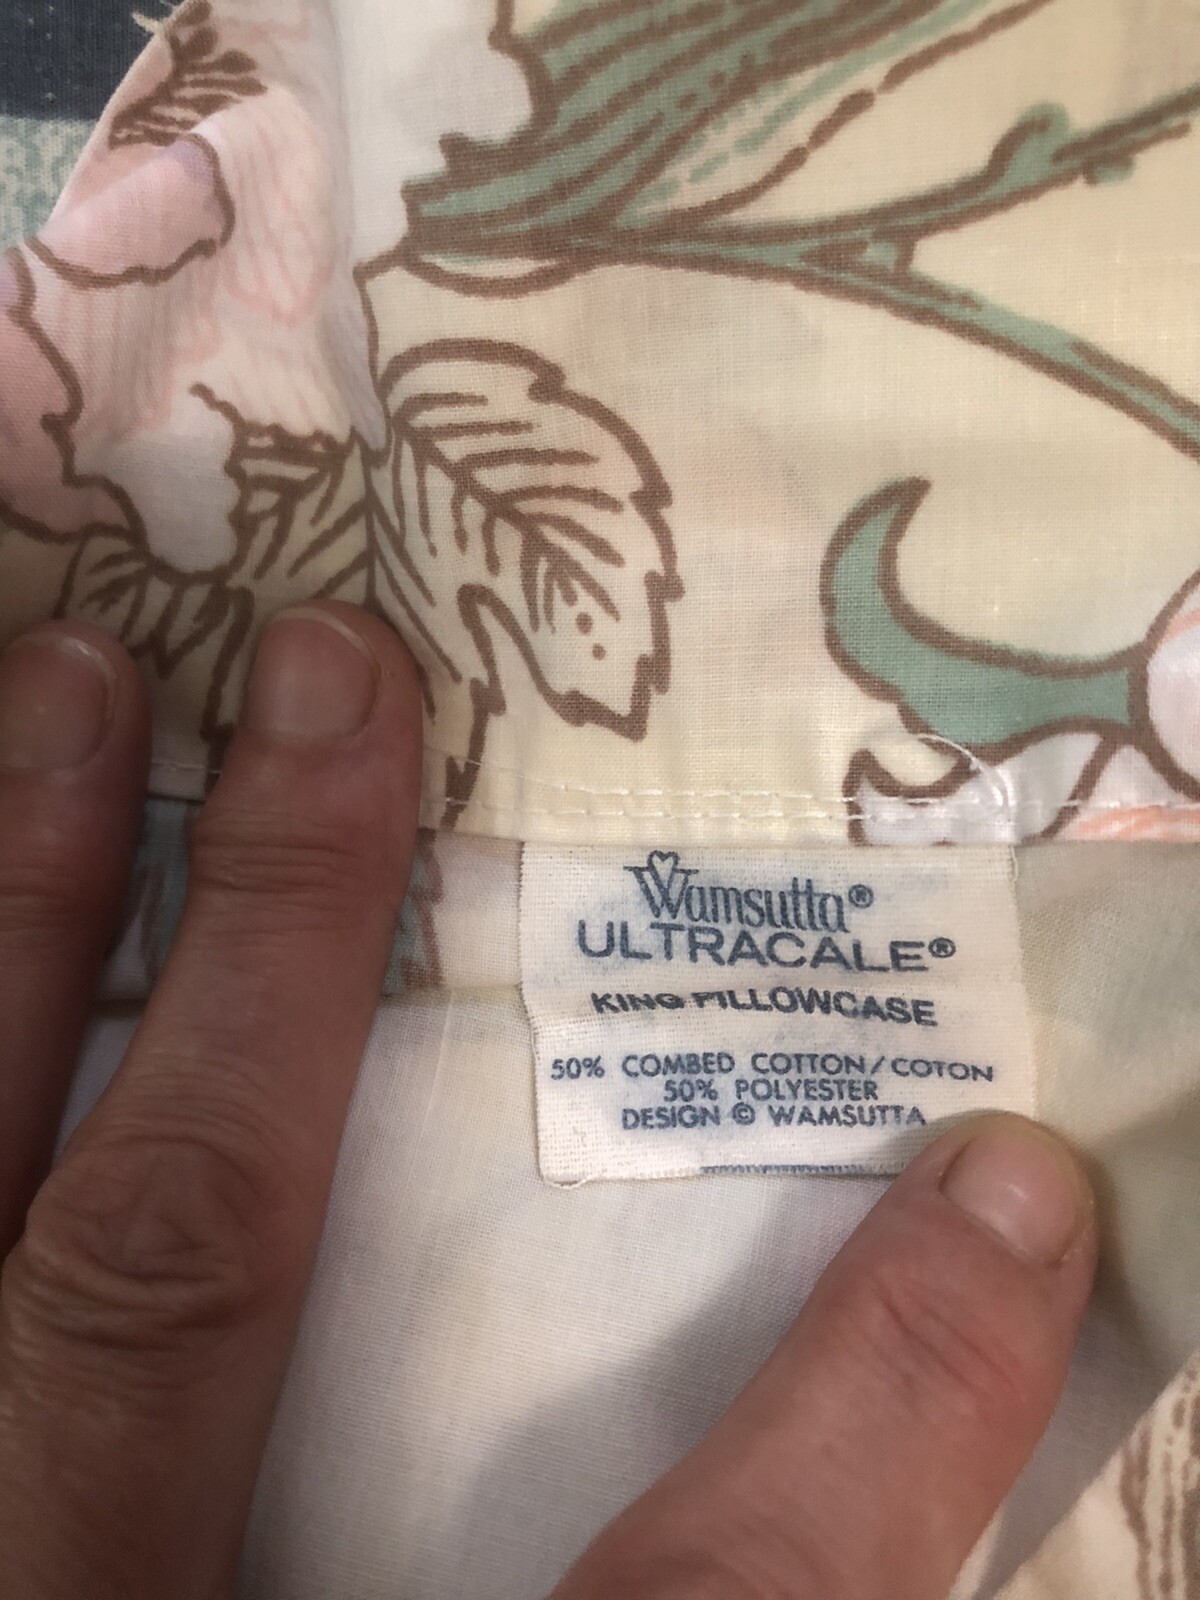 Wamsutta®
ULTRACALE®
KING PILLOWCASE
50% COMBED COTTON/COTON
50% POLYESTER
DESIGN © WAMSUTTA